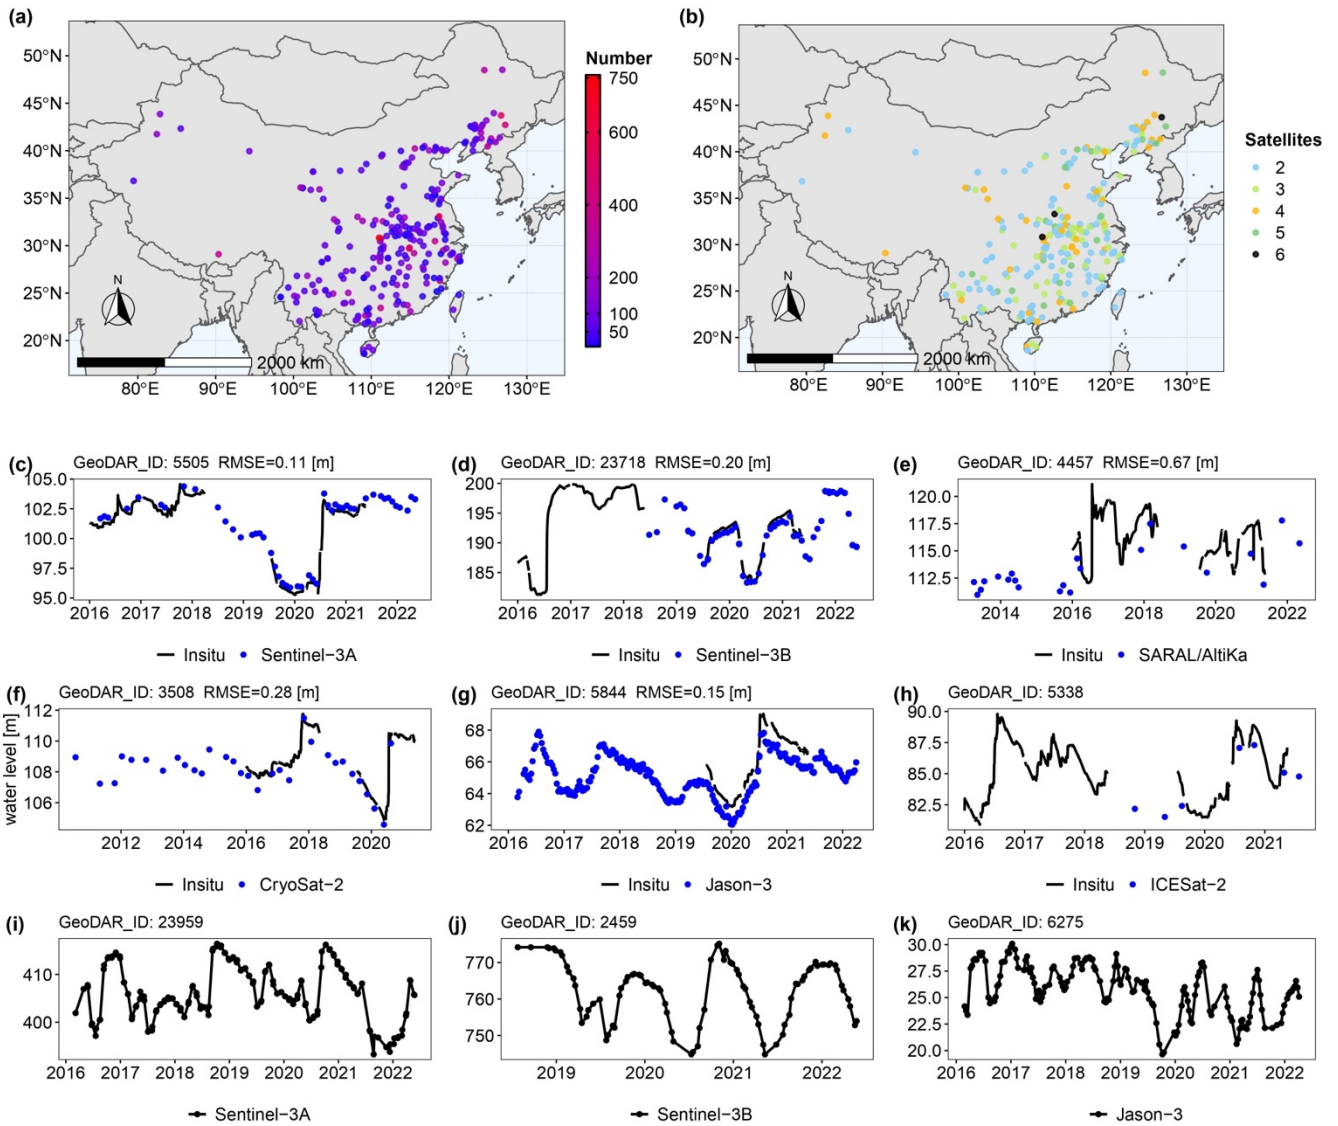 (a)
50°N
45°N
40°N
35°N
30°N
25°N
20°N
N
2000 km
80°E 90°E 100°E 110°E 120°E 130°E
Number
750
600
400
200
100
50
(b)
50°N
45°N
40°N
35°N
30°N
25°N
20°N
N
2000 km
80°E 90°E 100°E 110°E 120°E 130°E
Satellites
2
3
4
5
6
(c) GeoDAR_ID: 5505 RMSE=0.11 [m]
105.0
102.5
100.0
97.5
95.0
2016 2017 2018 2019 2020 2021 2022
Insitu Sentinel−3A
(d) GeoDAR_ID: 23718 RMSE=0.20 [m]
200
195
190
185
2016 2017 2018 2019 2020 2021 2022
Insitu Sentinel−3B
(e) GeoDAR_ID: 4457 RMSE=0.67 [m]
120.0
117.5
115.0
112.5
2014 2016 2018 2020 2022
Insitu SARAL/AltiKa
(f) GeoDAR_ID: 3508 RMSE=0.28 [m]
water level [m]
112
110
108
106
2012 2014 2016 2018 2020
Insitu CryoSat−2
(g) GeoDAR_ID: 5844 RMSE=0.15 [m]
68
66
64
62
2016 2017 2018 2019 2020 2021 2022
Insitu Jason−3
(h) GeoDAR_ID: 5338
90.0
87.5
85.0
82.5
2016 2017 2018 2019 2020 2021
Insitu ICESat−2
(i) GeoDAR_ID: 23959
410
400
2016 2017 2018 2019 2020 2021 2022
Sentinel−3A
(j) GeoDAR_ID: 2459
770
760
750
2019 2020 2021 2022
Sentinel−3B
(k) GeoDAR_ID: 6275
30.0
27.5
25.0
22.5
20.0
2016 2017 2018 2019 2020 2021 2022
Jason−3